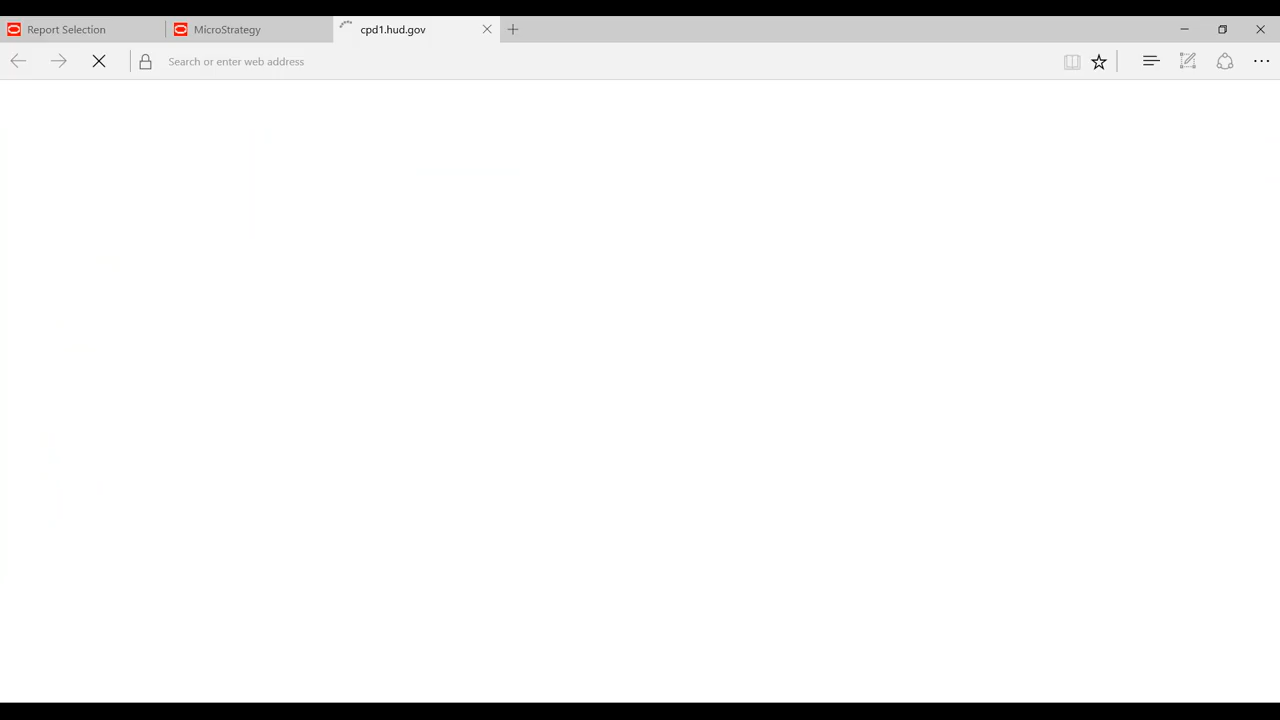 Report Selection
MicroStrategy
cpd1.hud.gov
Search or enter web address